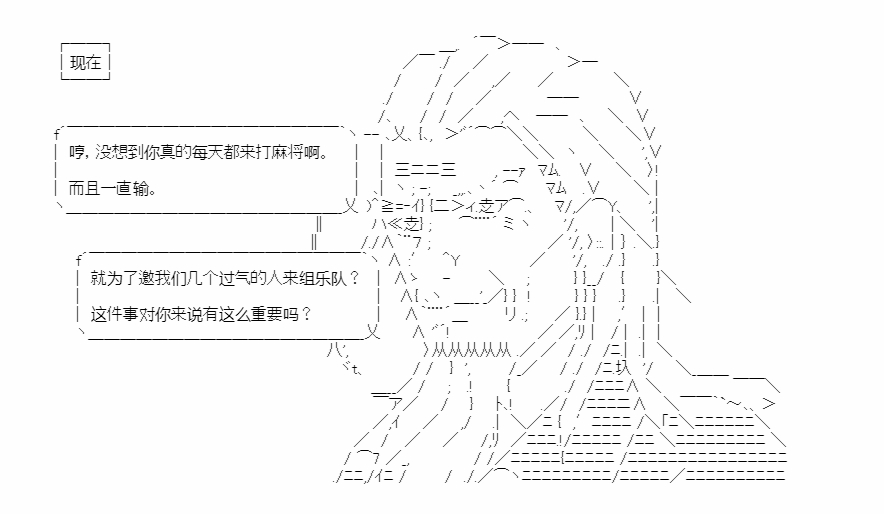 现在
哼，没想到你真的每天都来打麻将啊。
而且一直输。
就为了邀我们几个过气的人来组乐队？
这件事对你来说有这么重要吗？